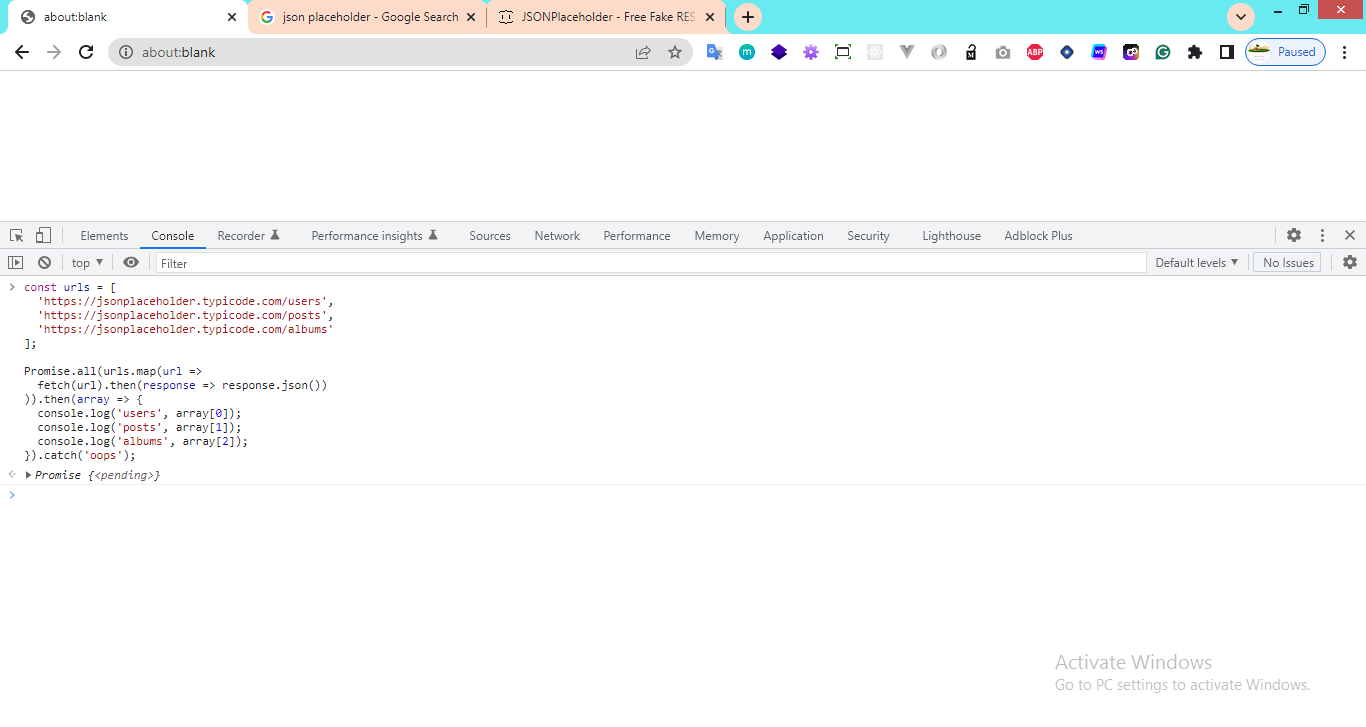 about:blank
json placeholder - Google Search
JSONPlaceholder - Free Fake RES
about:blank
Paused
Elements Console Recorder Performance insights Sources Network Performance Memory Application Security Lighthouse Adblock Plus
top Filter Default levels No Issues
const urls = [
'https://jsonplaceholder.typicode.com/users',
'https://jsonplaceholder.typicode.com/posts',
'https://jsonplaceholder.typicode.com/albums'
];
Promise.all(urls.map(url =>
fetch(url).then(response => response.json())
)).then(array => {
console.log('users', array[0]);
console.log('posts', array[1]);
console.log('albums', array[2]);
}).catch('oops');
Promise {<pending>}
Activate Windows
Go to PC settings to activate Windows.